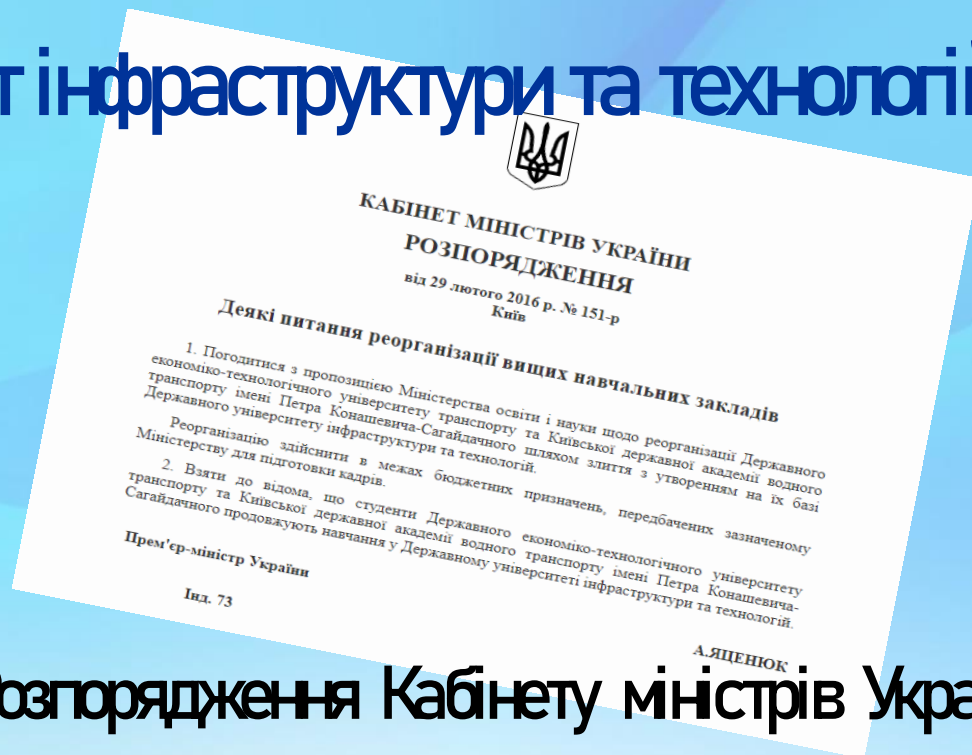 т інфраструктури та технологій
КАБІНЕТ МІНІСТРІВ УКРАЇНИ
РОЗПОРЯДЖЕННЯ
від 29 лютого 2016 р. № 151-р
Київ
Деякі питання реорганізації вищих навчальних закладів
1. Погодитися з пропозицією Міністерства освіти і науки щодо реорганізації Державного
економіко-технологічного університету транспорту та Київської державної академії водного
транспорту імені Петра Конашевича-Сагайдачного шляхом злиття з утворенням на їх базі
Державного університету інфраструктури та технологій.
Реорганізацію здійснити в межах бюджетних призначень, передбачених зазначеному
Міністерству для підготовки кадрів.
2. Взяти до відома, що студенти Державного економіко-технологічного університету
транспорту та Київської державної академії водного транспорту імені Петра Конашевича-
Сагайдачного продовжують навчання у Державному університеті інфраструктури та технологій.
Прем'єр-міністр України
А.ЯЦЕНЮК
Інд. 73
озпорядження Кабінету міністрів Укра